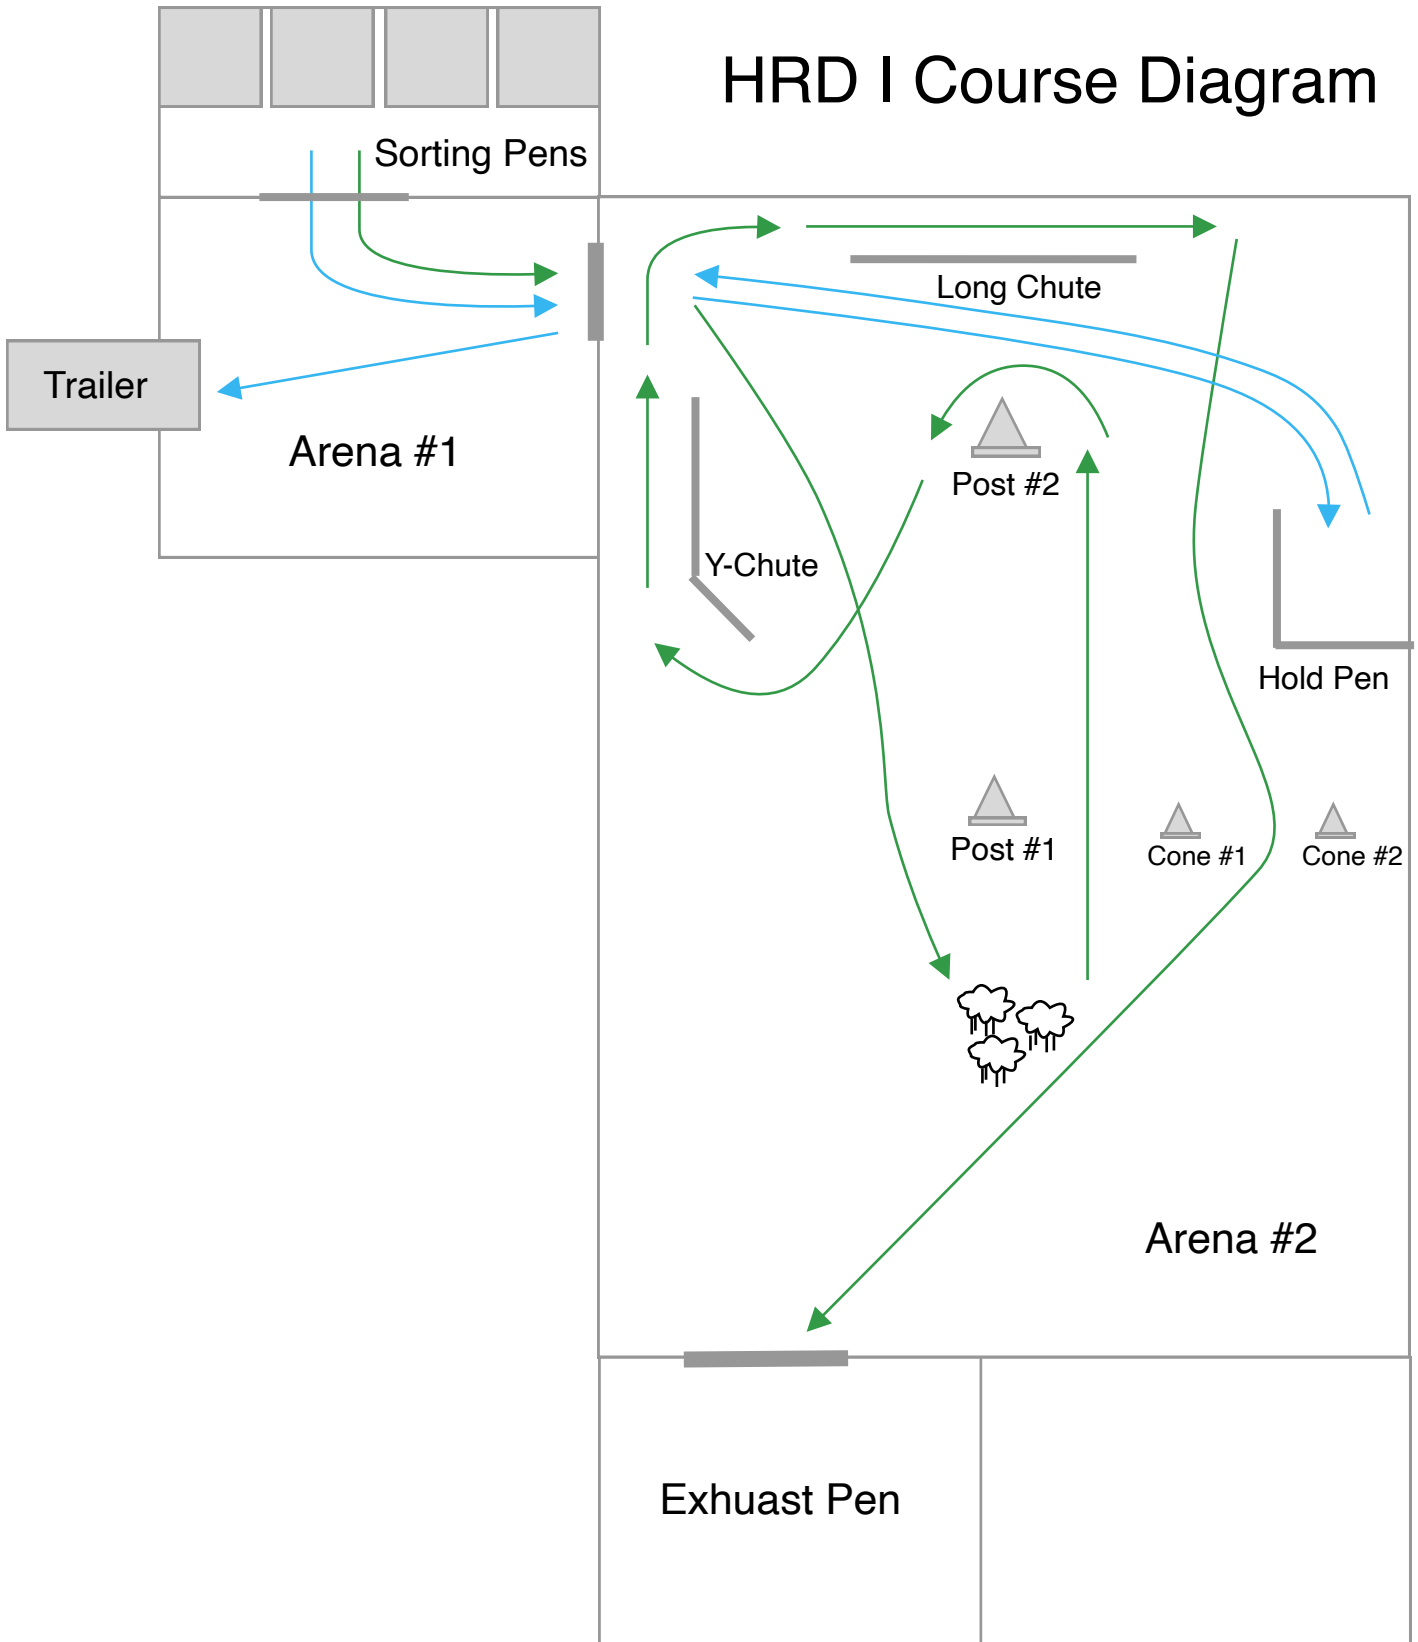 HRD I Course Diagram
Sorting Pens
Long Chute
Trailer
Arena #1
Post #2
Y-Chute
Hold Pen
Post #1
Cone #1
Cone #2
Arena #2
Exhuast Pen